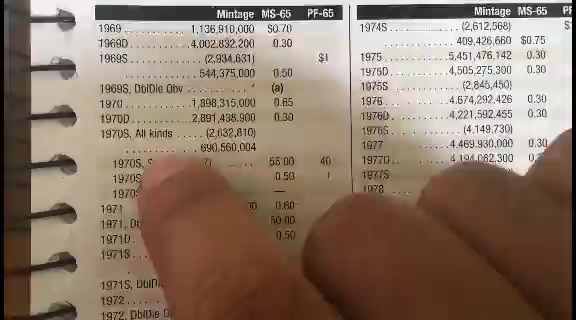 Mintage MS-65 PF-65
1969 1,136,910,000 $0.70
1969D 4,002,832,200 0.30
1969S (2,934,631) $1
544,375,000 0.50
1969S, DblDie Obv (a)
1970 1,898,315,000 0.65
1970D 2,891,438,900 0.30
1970S, All kinds (2,632,810)
690,560,004
1970S, 55.00 40
1970S 0.50 1
1970S —
1971 0.60
1971, 50.00
1971D 0.50
1971S
1971S, DblDie
1972
1972, DblDie
Mintage MS-65
1974S (2,612,568)
409,426,660 $0.75
1975 5,451,476,142 0.30
1975D 4,505,275,300 0.30
1975S (2,845,450)
1976 4,674,292,426 0.30
1976D 4,221,592,455 0.30
1976S (4,149,730)
1977 4,469,930,000 0.30
1977D 4,194,062,300
1977S
1978